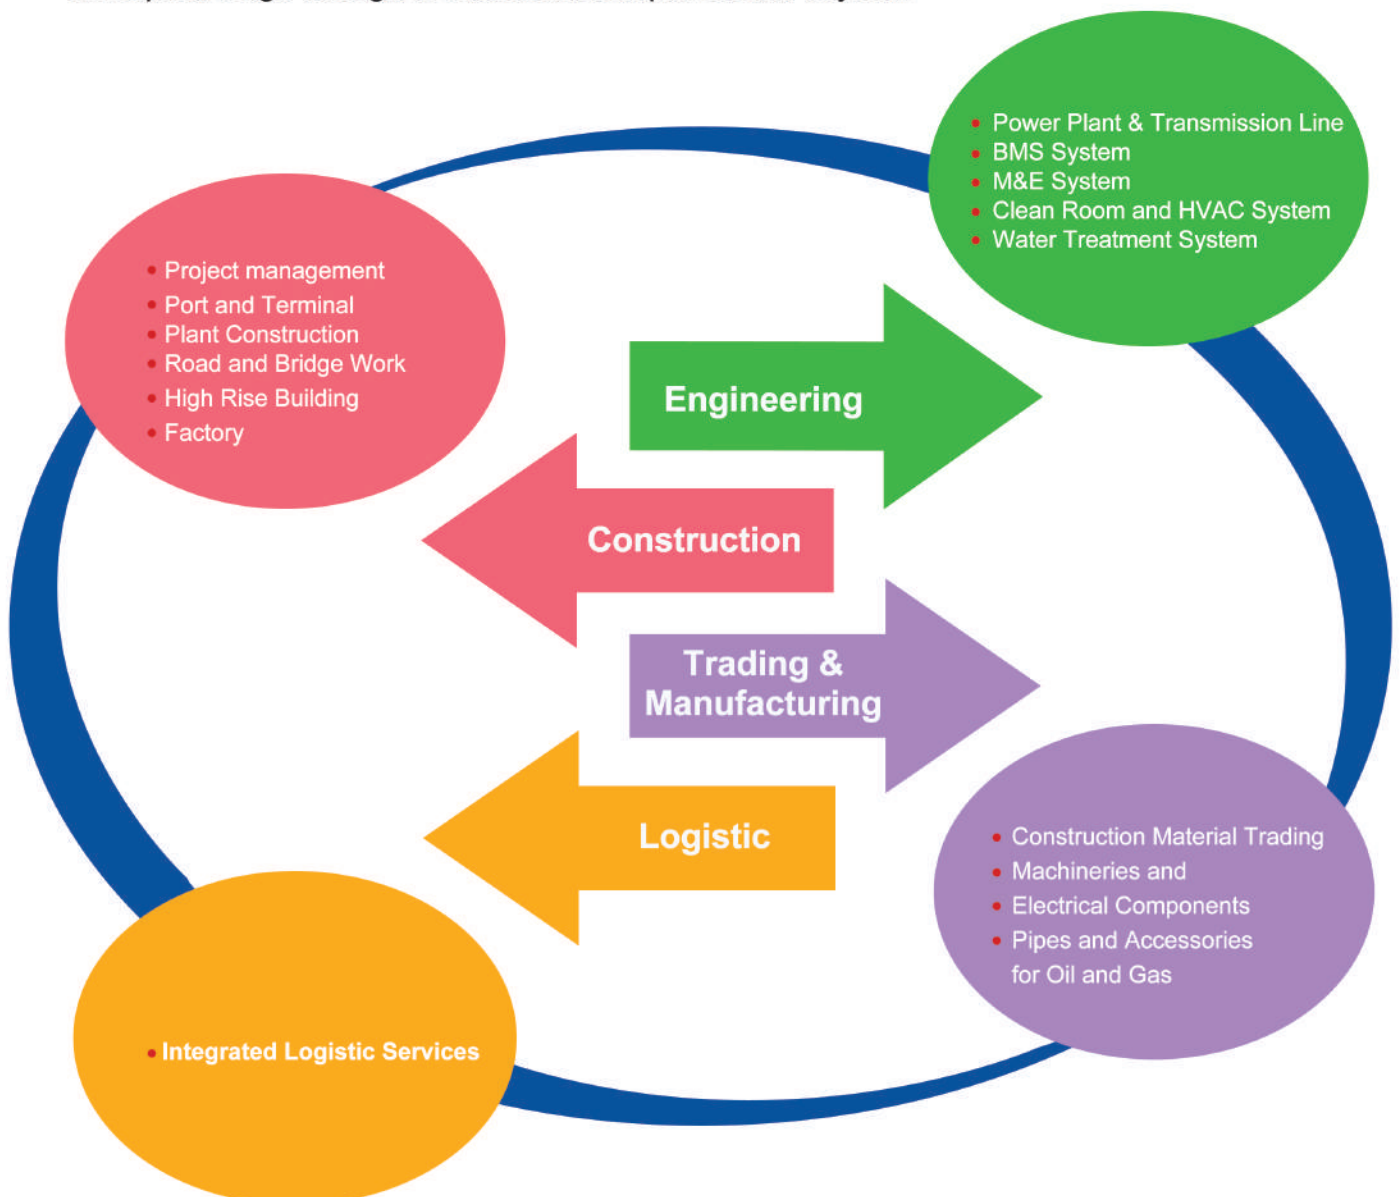 • Power Plant & Transmission Line
• BMS System
• M&E System
• Clean Room and HVAC System
• Water Treatment System
• Project management
• Port and Terminal
• Plant Construction
• Road and Bridge Work
• High Rise Building
• Factory
Engineering
Construction
Trading &
Manufacturing
Logistic
• Construction Material Trading
• Machineries and
• Electrical Components
• Pipes and Accessories
for Oil and Gas
• Integrated Logistic Services